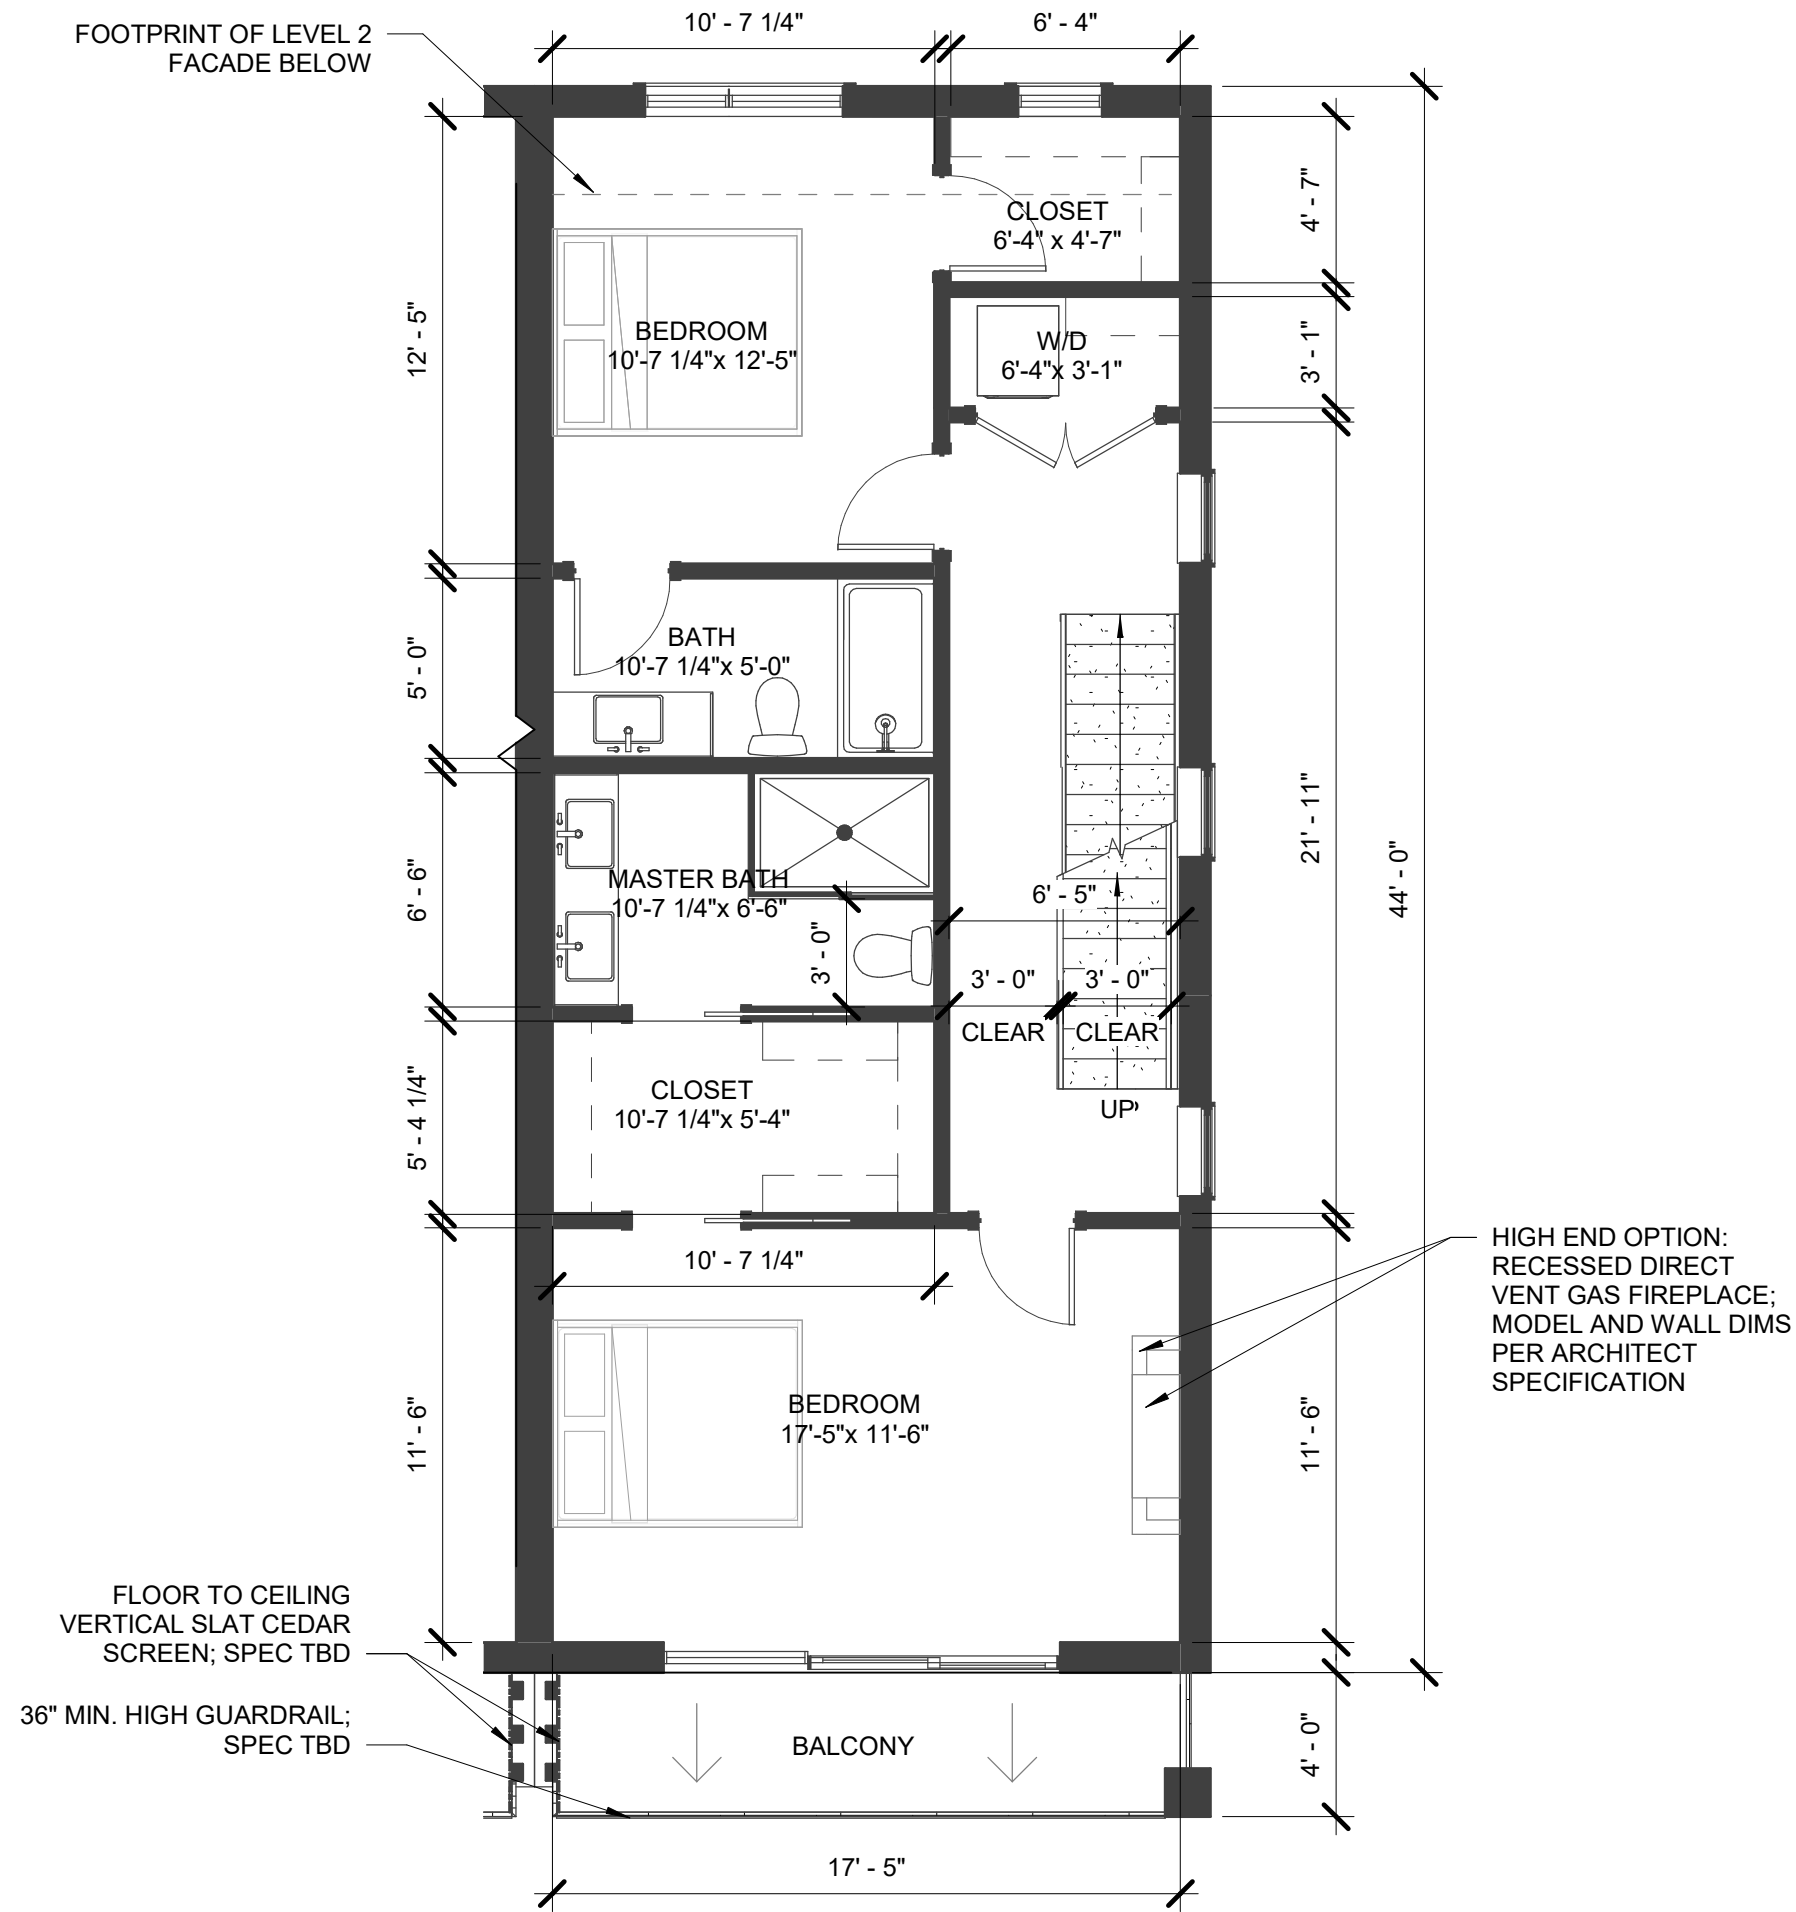 10' - 7 1/4"
6' - 4"
FOOTPRINT OF LEVEL 2
FACADE BELOW
4' - 7"
CLOSET
6'-4" x 4'-7"
12' - 5"
BEDROOM
10'-7 1/4"x 12'-5"
W/D
6'-4"x 3'-1"
3' - 1"
5' - 0"
BATH
10'-7 1/4"x 5'-0"
21' - 11"
44' - 0"
6' - 6"
MASTER BATH
10'-7 1/4"x 6'-6"
6' - 5"
3' - 0"
3' - 0"
3' - 0"
CLEAR
CLEAR
5' - 4 1/4"
CLOSET
10'-7 1/4"x 5'-4"
UP
10' - 7 1/4"
HIGH END OPTION:
RECESSED DIRECT
VENT GAS FIREPLACE;
MODEL AND WALL DIMS
PER ARCHITECT
SPECIFICATION
11' - 6"
BEDROOM
17'-5"x 11'-6"
11' - 6"
FLOOR TO CEILING
VERTICAL SLAT CEDAR
SCREEN; SPEC TBD
36" MIN. HIGH GUARDRAIL;
SPEC TBD
BALCONY
4' - 0"
17' - 5"